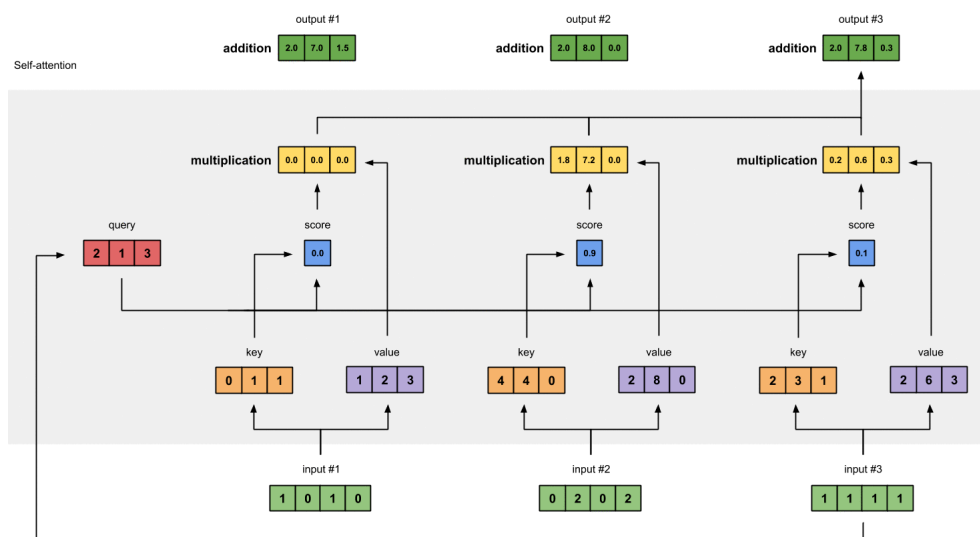 output #1 output #2 output #3
addition 2.0 7.0 1.5 addition 2.0 8.0 0.0 addition 2.0 7.8 0.3
Self-attention
multiplication 0.0 0.0 0.0 multiplication 1.8 7.2 0.0 multiplication 0.2 0.6 0.3
query score score score
2 1 3 0.0 0.9 0.1
key value key value key value
0 1 1 1 2 3 4 4 0 2 8 0 2 3 1 2 6 3
input #1 input #2 input #3
1 0 1 0 0 2 0 2 1 1 1 1